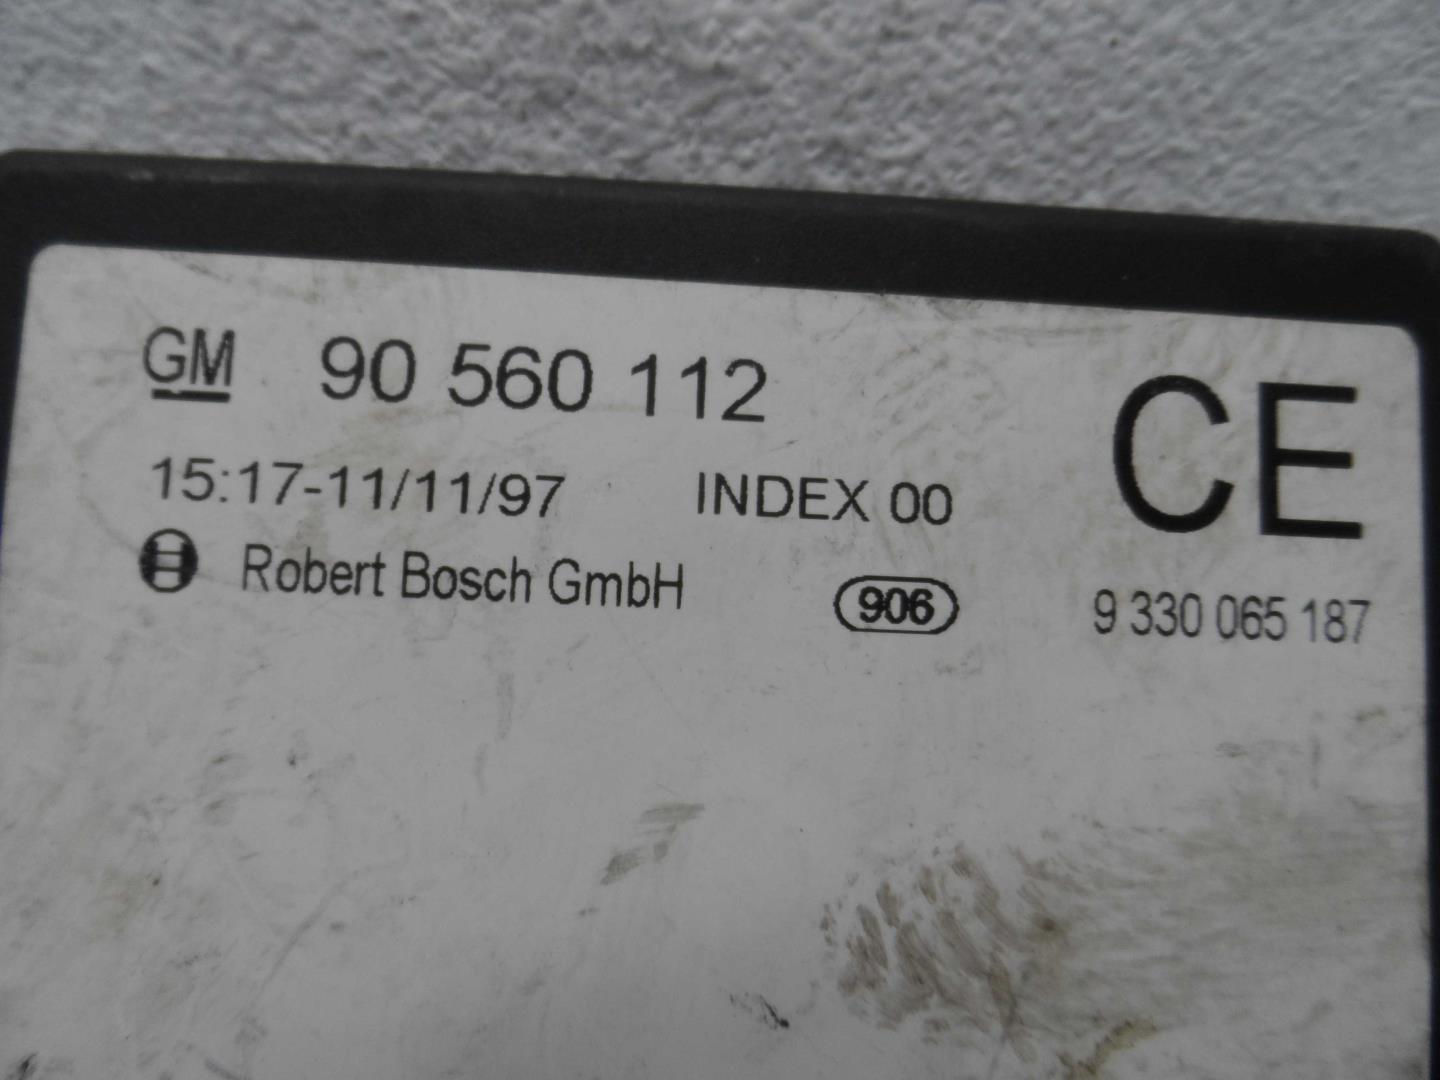 GM 90 560 112
CE
15:17-11/11/97 INDEX 00
Robert Bosch GmbH 906 9 330 065 187